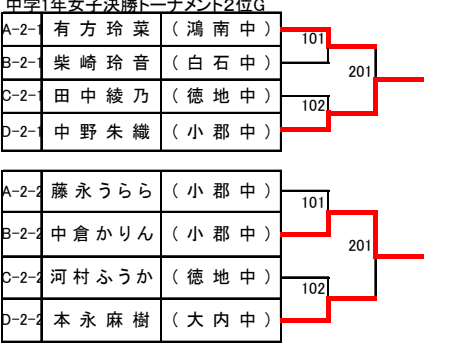 中学1年女子決勝トーナメント2位G
A-2-1 有方玲菜 (鴻南中)
101
B-2-1 柴崎玲音 (白石中)
201
C-2-1 田中綾乃 (徳地中)
102
D-2-1 中野朱織 (小郡中)
A-2-2 藤永うらら (小郡中)
101
B-2-2 中倉かりん (小郡中)
201
C-2-2 河村ふうか (徳地中)
102
D-2-2 本永麻樹 (大内中)